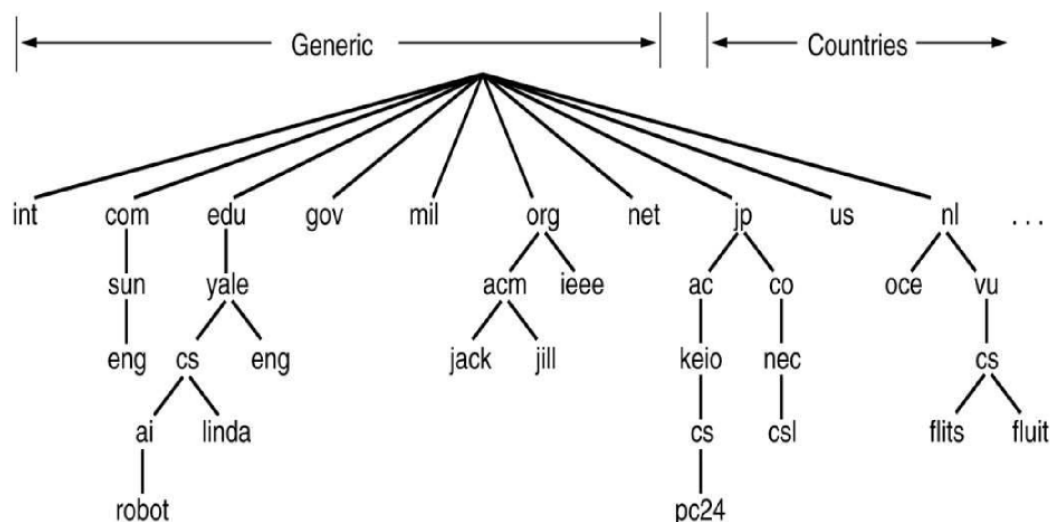 Generic Countries
int com edu gov mil org net jp us nl ...
sun yale acm ieee ac co oce vu
eng cs eng jack jill keio nec cs
ai linda cs csl flits fluit
robot pc24